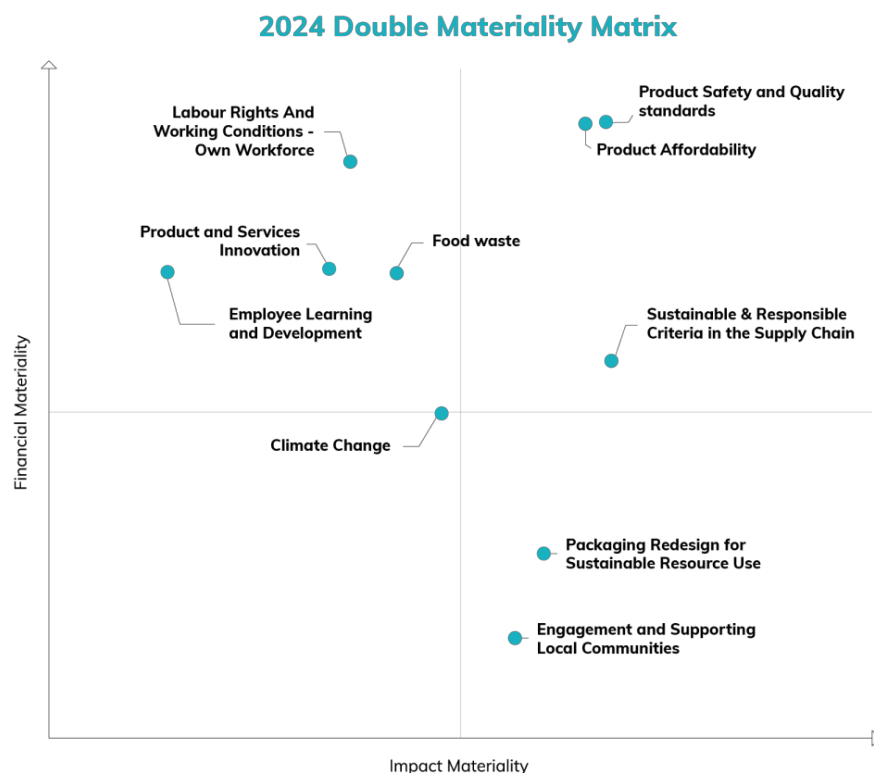 2024 Double Materiality Matrix
Labour Rights And
Working Conditions -
Own Workforce
Product Safety and Quality
standards
Product Affordability
Product and Services
Innovation
Food waste
Employee Learning
and Development
Sustainable & Responsible
Criteria in the Supply Chain
Financial Materiality
Climate Change
Packaging Redesign for
Sustainable Resource Use
Engagement and Supporting
Local Communities
Impact Materiality